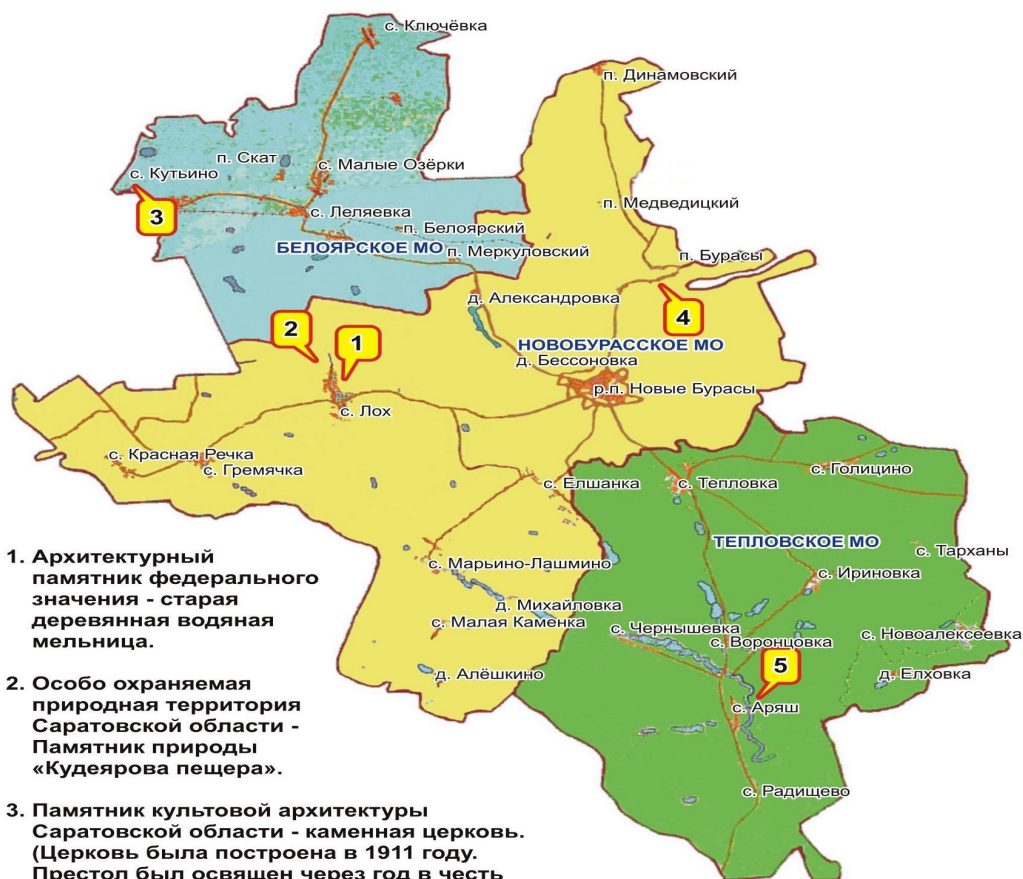 с. Ключёвка
п. Динамовский
п. Скат
с. Малые Озёрки
с. Кутьино
3
с. Леляевка
п. Медведицкий
п. Белоярский
БЕЛОЯРСКОЕ МО
п. Меркуловский
п. Бурасы
д. Александровка
4
2
1
НОВОБУРАССКОЕ МО
д. Бессоновка
р.п. Новые Бурасы
с. Лох
с. Красная Речка
с. Гремячка
с. Елшанка
с. Тепловка
с. Голицино
ТЕПЛОВСКОЕ МО
с. Тарханы
с. Марьино-Лашмино
с. Ириновка
д. Михайловка
с. Малая Каменка
с. Чернышевка
с. Воронцовка
с. Новоалексеевка
5
д. Алёшкино
д. Елховка
с. Аряш
с. Радищево
1. Архитектурный
памятник федерального
значения - старая
деревянная водяная
мельница.
2. Особо охраняемая
природная территория
Саратовской области -
Памятник природы
«Кудеярова пещера».
3. Памятник культовой архитектуры
Саратовской области - каменная церковь.
(Церковь была построена в 1911 году.
Престол был освящен через год в честь